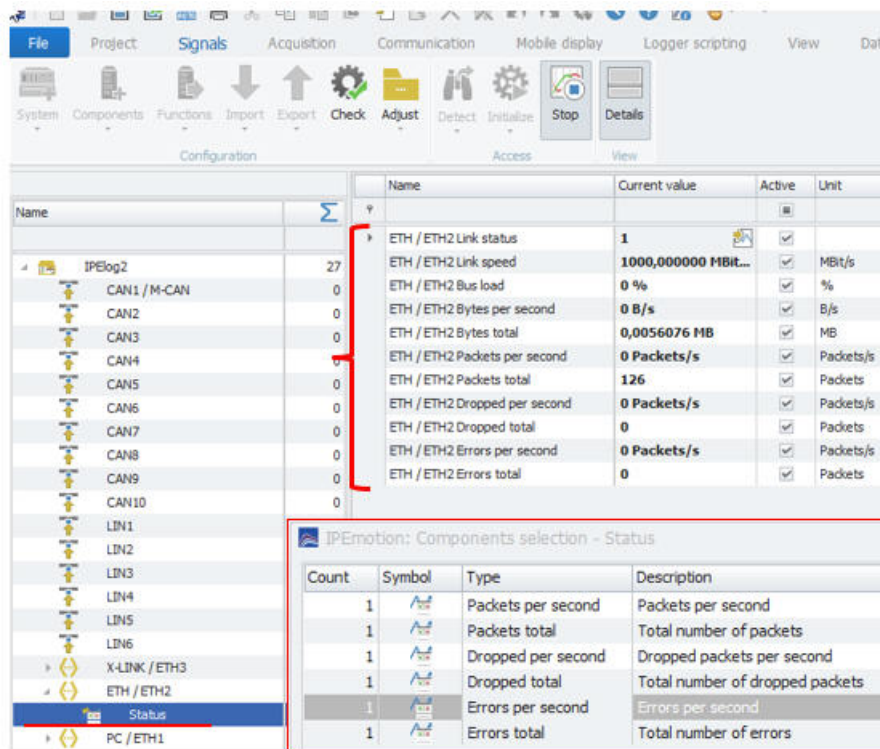 File Project Signals Acquisition Communication Mobile display Logger scripting View Dat
System Components Functions Import Export Check Adjust Detect Initialize Stop Details
Configuration Access View
Name Σ
Name Current value Active Unit
ETH / ETH2 Link status 1
ETH / ETH2 Link speed 1000,000000 MBit... MBit/s
ETH / ETH2 Bus load 0 % %
ETH / ETH2 Bytes per second 0 B/s B/s
ETH / ETH2 Bytes total 0,0056076 MB MB
ETH / ETH2 Packets per second 0 Packets/s Packets/s
ETH / ETH2 Packets total 126 Packets
ETH / ETH2 Dropped per second 0 Packets/s Packets/s
ETH / ETH2 Dropped total 0 Packets
ETH / ETH2 Errors per second 0 Packets/s Packets/s
ETH / ETH2 Errors total 0 Packets
IPElog2 27
CAN1 / M-CAN 0
CAN2 0
CAN3 0
CAN4 0
CAN5 0
CAN6 0
CAN7 0
CAN8 0
CAN9 0
CAN10 0
LIN1
LIN2
LIN3
LIN4
LIN5
LIN6
X-LINK / ETH3
ETH / ETH2
Status
PC / ETH1
IPEmotion: Components selection - Status
Count Symbol Type Description
1 Packets per second Packets per second
1 Packets total Total number of packets
1 Dropped per second Dropped packets per second
1 Dropped total Total number of dropped packets
1 Errors per second Errors per second
1 Errors total Total number of errors